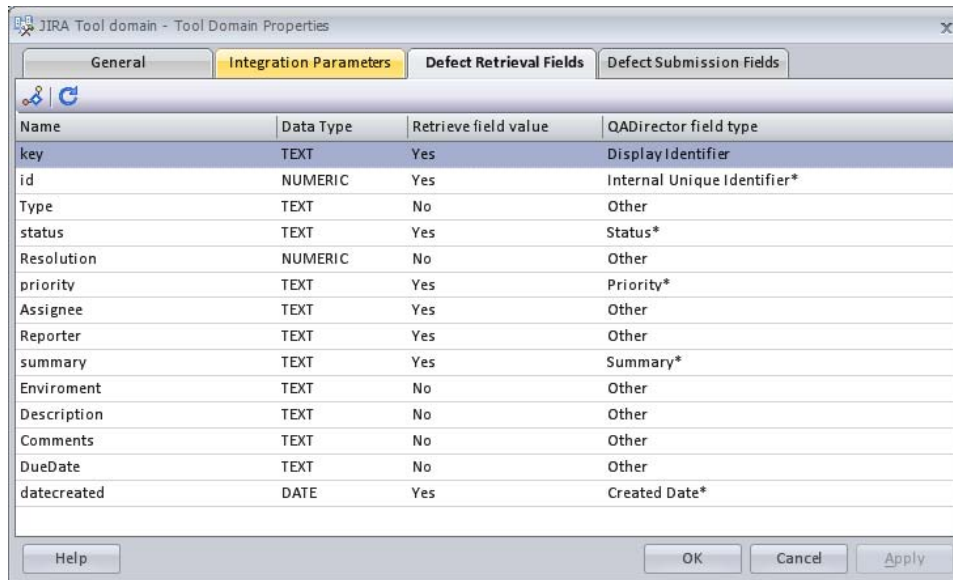 JIRA Tool domain - Tool Domain Properties x
General Integration Parameters Defect Retrieval Fields Defect Submission Fields
Name Data Type Retrieve field value QADirector field type
key TEXT Yes Display Identifier
id NUMERIC Yes Internal Unique Identifier*
Type TEXT No Other
status TEXT Yes Status*
Resolution NUMERIC No Other
priority TEXT Yes Priority*
Assignee TEXT Yes Other
Reporter TEXT Yes Other
summary TEXT Yes Summary*
Enviroment TEXT No Other
Description TEXT No Other
Comments TEXT No Other
DueDate TEXT No Other
datecreated DATE Yes Created Date*
Help OK Cancel Apply